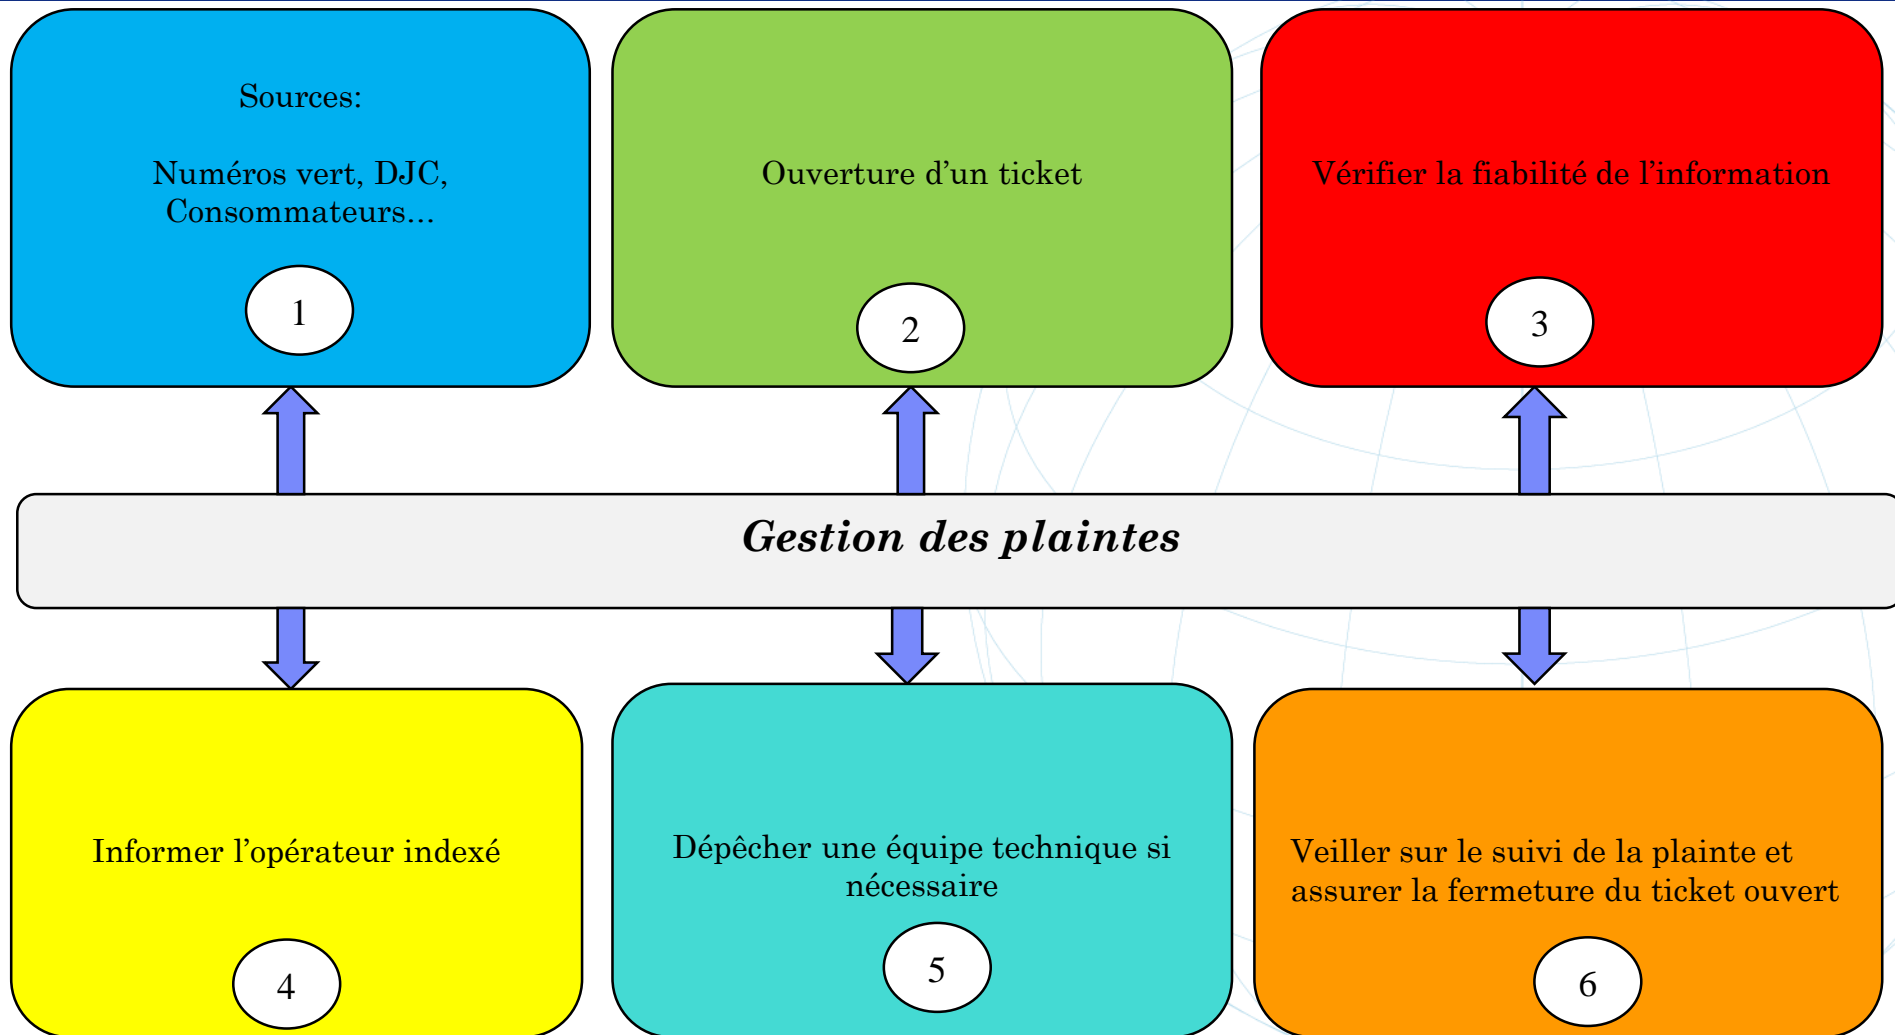 Sources:
Numéros vert, DJC,
Consommateurs…
1
Ouverture d’un ticket
2
Vérifier la fiabilité de l’information
3
Gestion des plaintes
Informer l’opérateur indexé
4
Dépêcher une équipe technique si
nécessaire
5
Veiller sur le suivi de la plainte et
assurer la fermeture du ticket ouvert
6